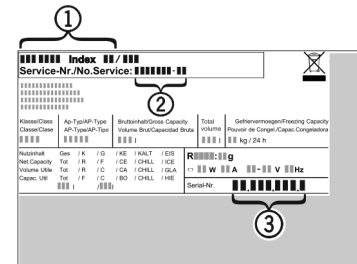 1
Index /
Service-Nr./No.Service: -
2
Klasse/Class Ap-Typ/AP-Type Bruttoinhalt/Gross Capacity Total Gefriervermoegen/Freezing Capacity
Classe/Clase AP-Type/AP-Tipo Volume Brut/Capacidad Bruta volume Pouvoir de Congel./Capac.Congeladora
l l kg / 24 h
Nutzinhalt Ges / K / G / KE / KALT / EIS
Net.Capacity Tot / R / F / CE / CHILL / ICE
Volume Utile Tot / F / C / CA / CHILL / GLA
Capac. Util Tot / F / C / BO / CHILL / HIE
l / l
R : g
W A - V Hz
Serial-Nr. . . .
3